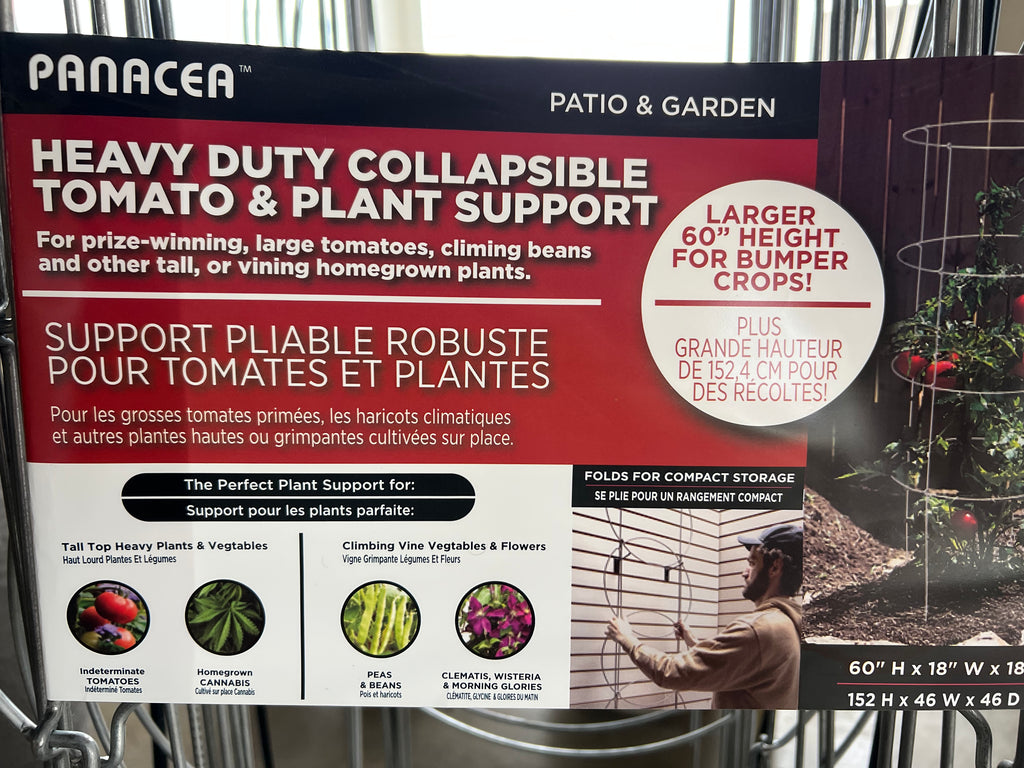 PANACEA™
PATIO & GARDEN
HEAVY DUTY COLLAPSIBLE
TOMATO & PLANT SUPPORT
For prize-winning, large tomatoes, climing beans
and other tall, or vining homegrown plants.
SUPPORT PLIABLE ROBUSTE
POUR TOMATES ET PLANTES
Pour les grosses tomates primées, les haricots climatiques
et autres plantes hautes ou grimpantes cultivées sur place.
LARGER
60” HEIGHT
FOR BUMPER
CROPS!
PLUS
GRANDE HAUTEUR
DE 152,4,CM POUR
DES RÉCOLTES!
The Perfect Plant Support for:
Support pour les plants parfaite:
Tall Top Heavy Plants & Vegtables
Haut Lourd Plantes Et Légumes
Indeterminate
TOMATOES
Indéterminé Tomates
Homegrown
CANNABIS
Cultivé sur place Cannabis
Climbing Vine Vegtables & Flowers
Vigne Grimpante Légumes Et Fleurs
PEAS
& BEANS
Pois et haricots
CLEMATIS, WISTERIA
& MORNING GLORIES
CLÉMATITE, GLYCINE & GLOIRES DU MATIN
FOLDS FOR COMPACT STORAGE
SE PLIE POUR UN RANGEMENT COMPACT
60” H x 18” W x 18
152 H x 46 W x 46 D